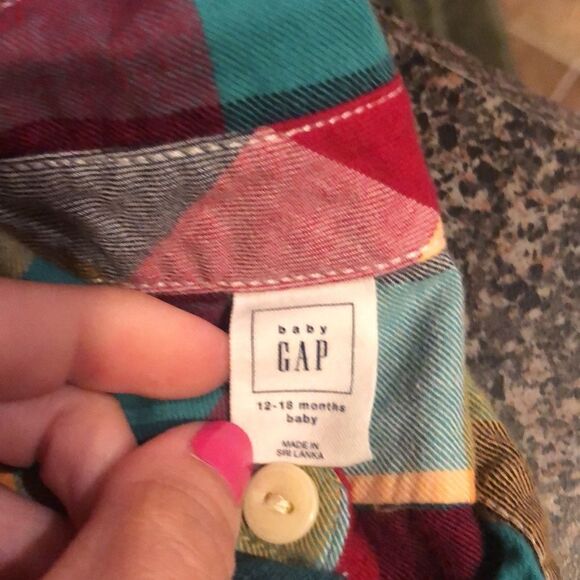 baby
GAP
12-18 months
baby
MADE IN
SRI LANKA